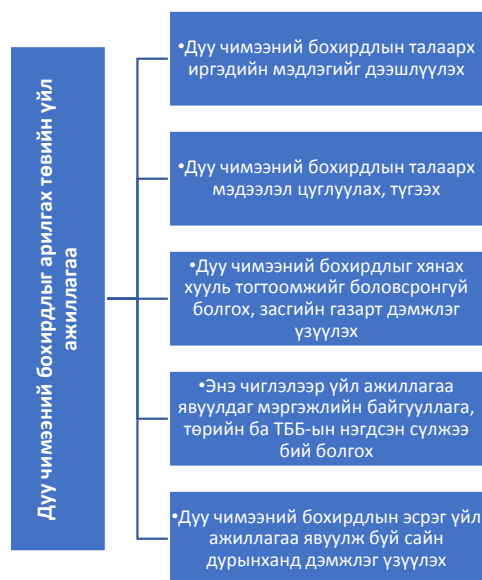 Дуу чимээний бохирдлыг арилгах төвийн үйл
ажиллагаа
•Дуу чимээний бохирдлын талаарх
иргэдийн мэдлэгийг дээшлүүлэх
•Дуу чимээний бохирдлын талаарх
мэдээлэл цуглуулах, түгээх
•Дуу чимээний бохирдлыг хянах
хууль тогтоомжийг боловсронгуй
болгох, засгийн газарт дэмжлэг
үзүүлэх
•Энэ чиглэлээр үйл ажиллагаа
явуулдаг мэргэжлийн байгууллага,
төрийн ба ТББ-ын нэгдсэн сүлжээ
бий болгох
•Дуу чимээний бохирдлын эсрэг үйл
ажиллагаа явуулж буй сайн
дурынханд дэмжлэг үзүүлэх